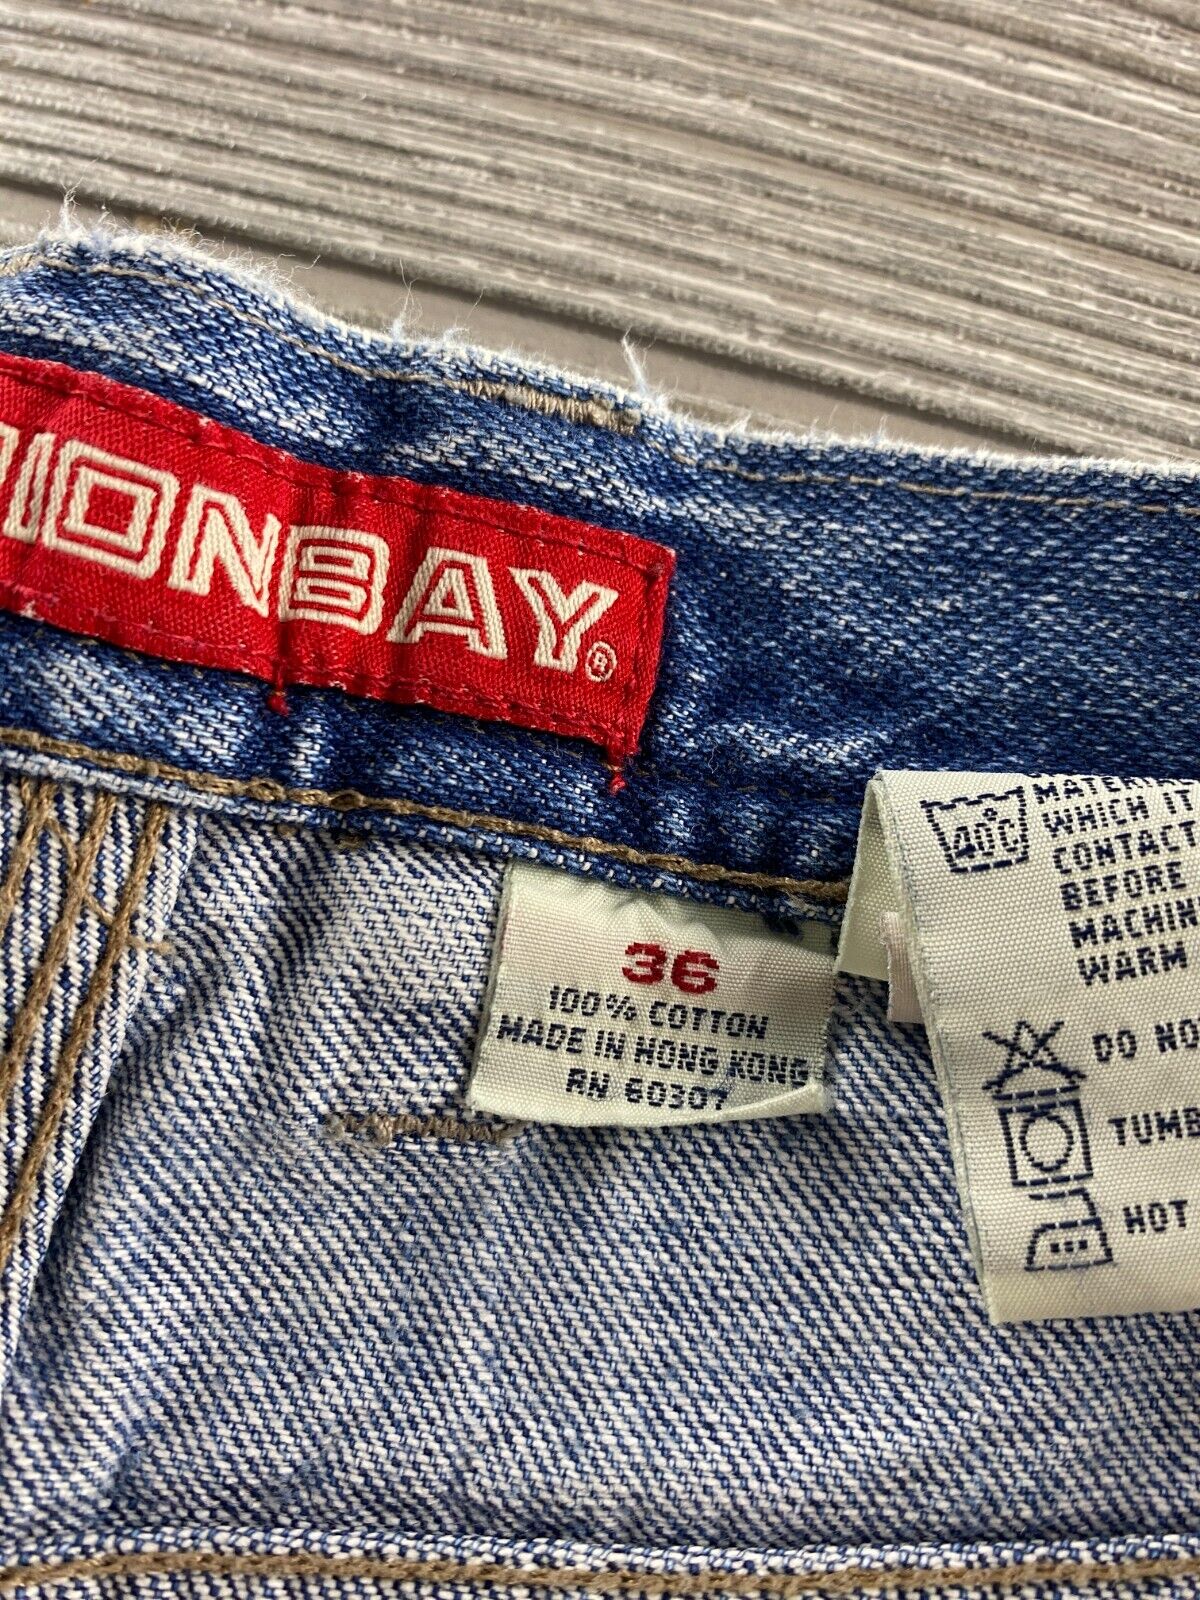 IONBAY®
36
100% COTTON
MADE IN HONG KONG
RN 60307
40°C
MATERIA
WHICH IT
CONTACT
BEFORE
MACHIN
WARM
DO NO
TUMB
HOT